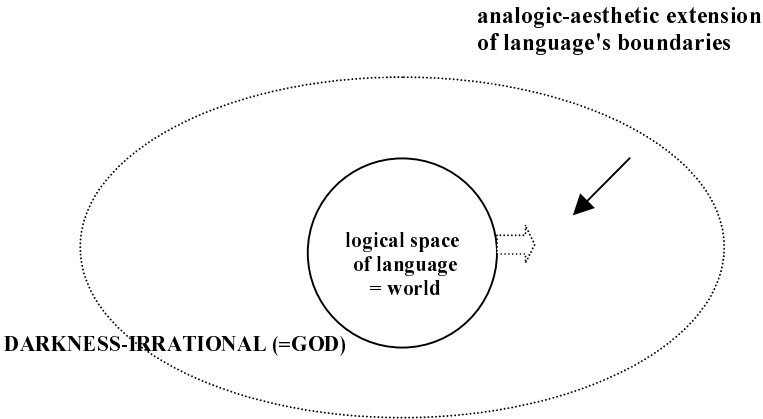 analogic-aesthetic extension
of language's boundaries
logical space
of language
= world
DARKNESS-IRRATIONAL (=GOD)